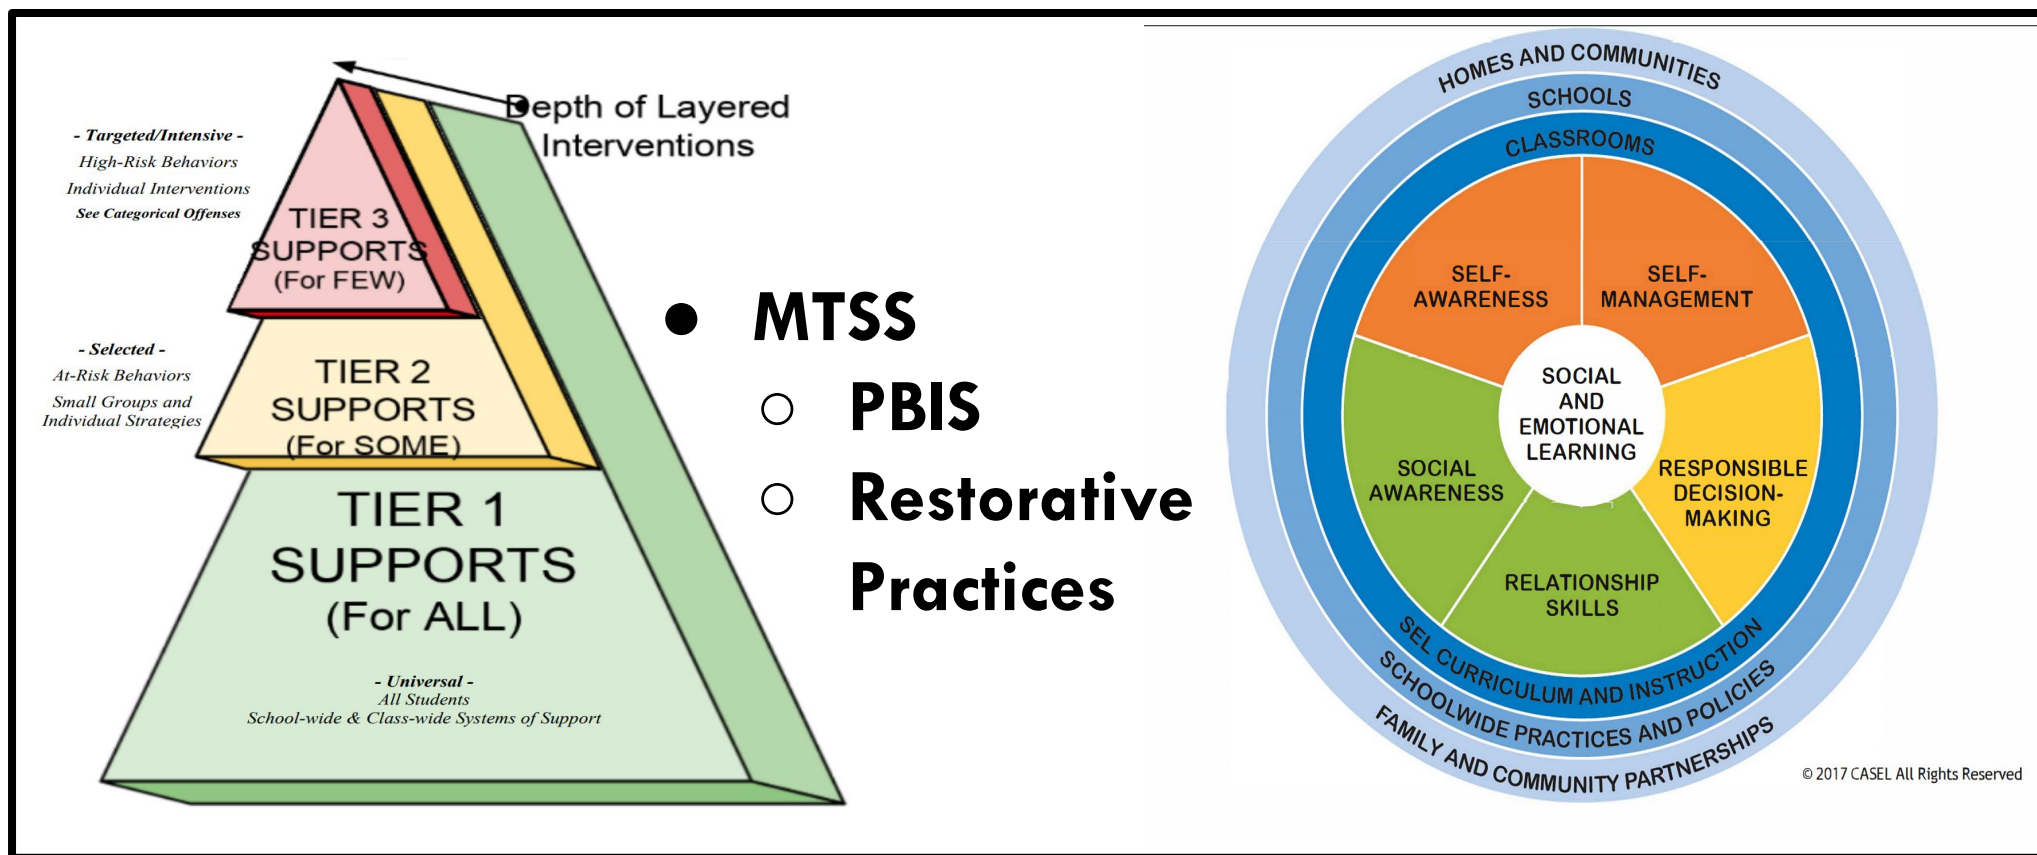 Depth of Layered
Interventions
- Targeted/Intensive -
High-Risk Behaviors
Individual Interventions
See Categorical Offenses
TIER 3
SUPPORTS
(For FEW)
- Selected -
At-Risk Behaviors
Small Groups and
Individual Strategies
TIER 2
SUPPORTS
(For SOME)
TIER 1
SUPPORTS
(For ALL)
- Universal -
All Students
School-wide & Class-wide Systems of Support
● MTSS
○ PBIS
○ Restorative
Practices
HOMES AND COMMUNITIES
SCHOOLS
CLASSROOMS
SELF-
AWARENESS
SELF-
MANAGEMENT
SOCIAL
AND
EMOTIONAL
LEARNING
SOCIAL
AWARENESS
RESPONSIBLE
DECISION-
MAKING
RELATIONSHIP
SKILLS
SEL CURRICULUM AND INSTRUCTION
SCHOOLWIDE PRACTICES AND POLICIES
FAMILY AND COMMUNITY PARTNERSHIPS
© 2017 CASEL All Rights Reserved